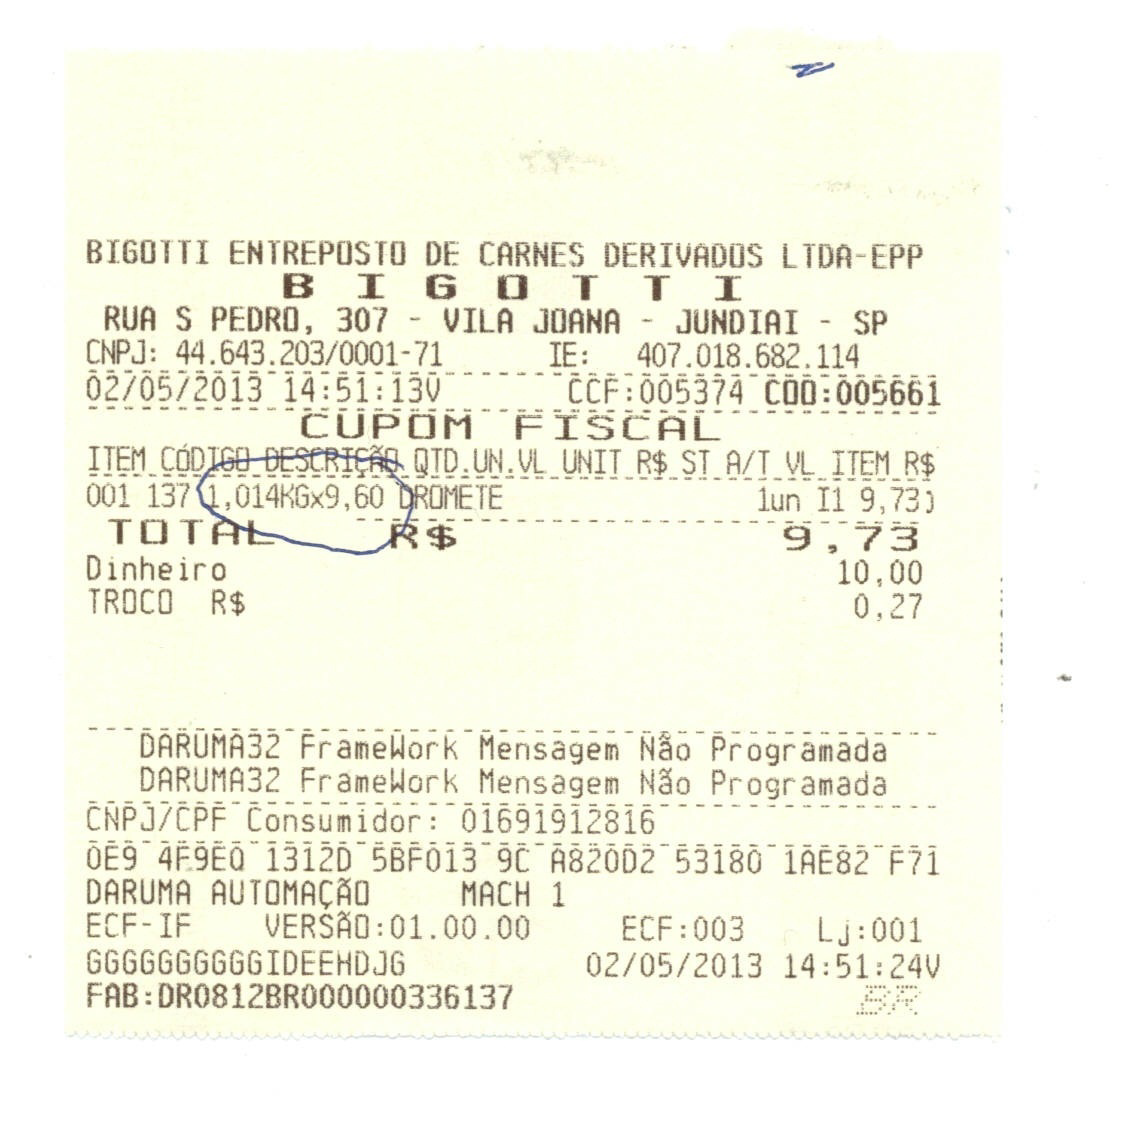 BIGOTTI ENTREPOSTO DE CARNES DERIVADOS LTDA-EPP
BIGOTTI
RUA S PEDRO, 307 - VILA JOANA - JUNDIAI - SP
CNPJ: 44.643.203/0001-71 IE: 407.018.682.114
02/05/2013 14:51:13V CCF:005374 COO:005661
CUPOM FISCAL
ITEM CÓDIGO DESCRIÇÃO QTD.UN.VL UNIT R$ ST A/T VL ITEM R$
001 137 1,014KGx9,60 DROMETE 1un I1 9,73J
TOTAL R$ 9,73
Dinheiro 10,00
TROCO R$ 0,27
DARUMA32 FrameWork Mensagem Não Programada
DARUMA32 FrameWork Mensagem Não Programada
CNPJ/CPF Consumidor: 01691912816
0E9 4F9EQ 1312D 5BF013 9C A820D2 53180 1AE82 F71
DARUMA AUTOMAÇÃO MACH 1
ECF-IF VERSÃO:01.00.00 ECF:003 Lj:001
GGGGGGGGGGIDEEHDJG 02/05/2013 14:51:24V
FAB:DR0812BR000000336137
BR